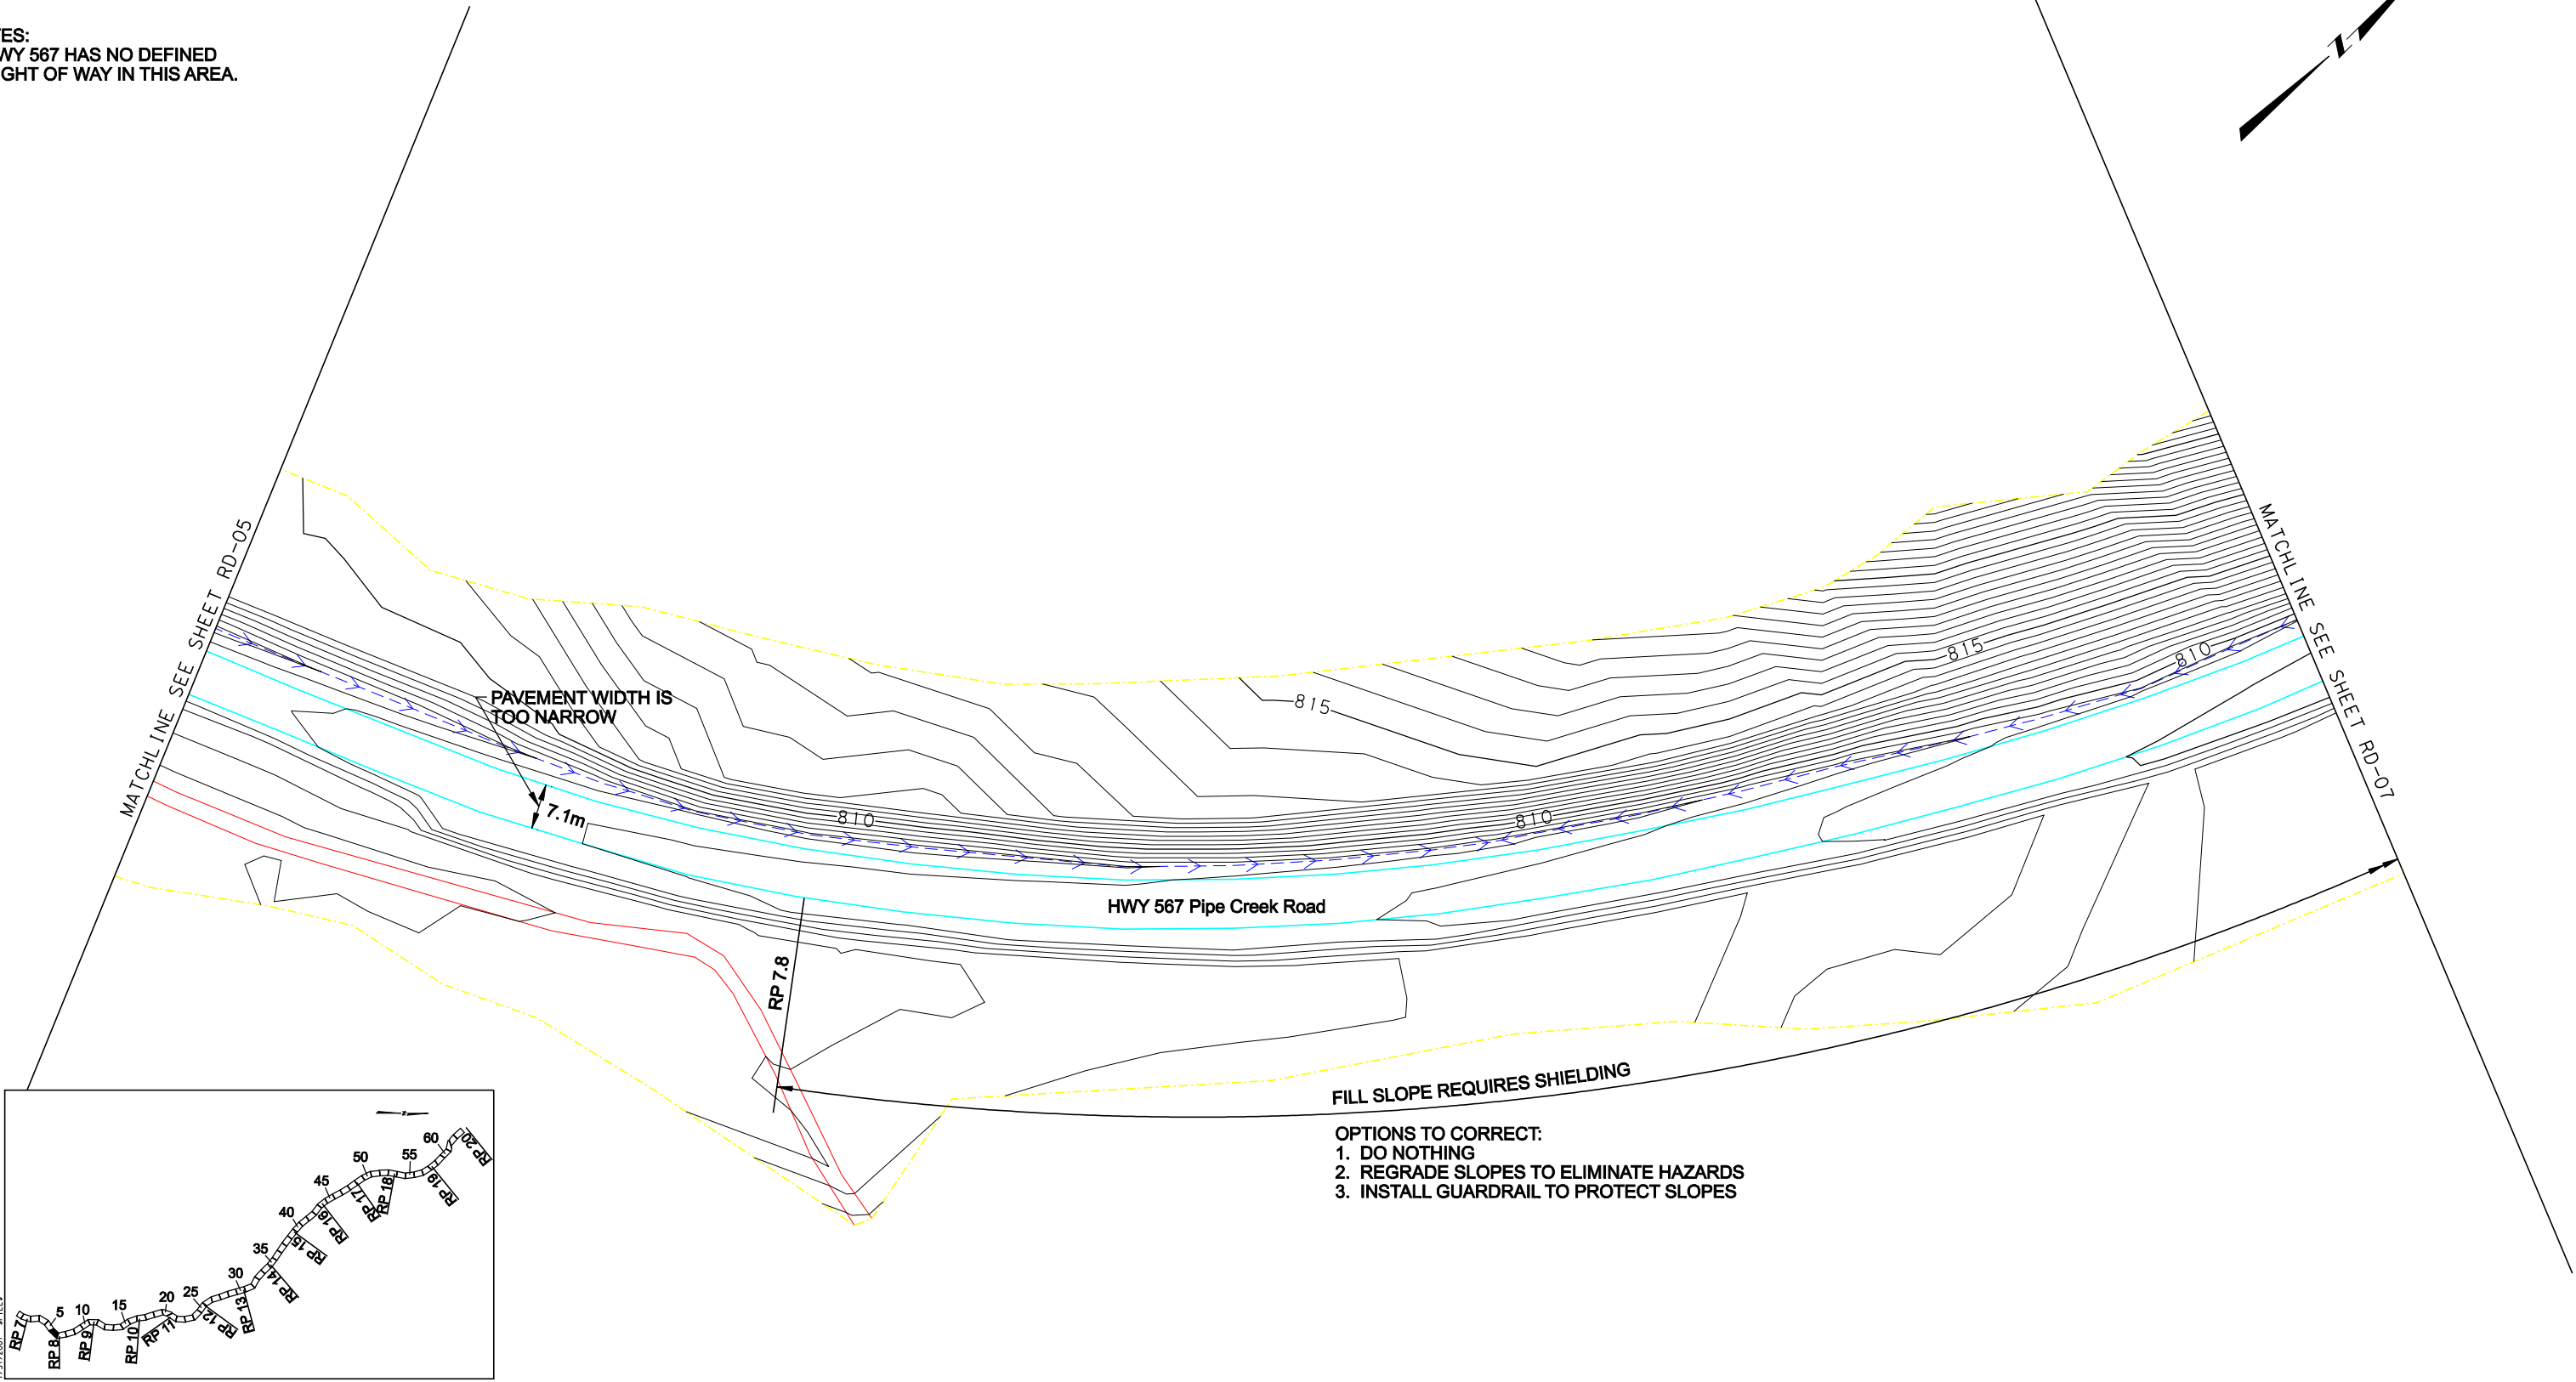 HWY 567 HAS NO DEFINED
RIGHT OF WAY IN THIS AREA.
MATCHLINE SEE SHEET RD-05
PAVEMENT WIDTH IS
TOO NARROW
7.1m
810
815
810
815
810
MATCHLINE SEE SHEET RD-07
HWY 567 Pipe Creek Road
RP 7.8
FILL SLOPE REQUIRES SHIELDING
OPTIONS TO CORRECT:
1. DO NOTHING
2. REGRADE SLOPES TO ELIMINATE HAZARDS
3. INSTALL GUARDRAIL TO PROTECT SLOPES
Z
Z
5
10
15
20
25
30
35
40
45
50
55
60
RP 7
RP 8
RP 9
RP 10
RP 11
RP 12
RP 13
RP 14
RP 15
RP 16
RP 17
RP 18
RP 19
RP 20